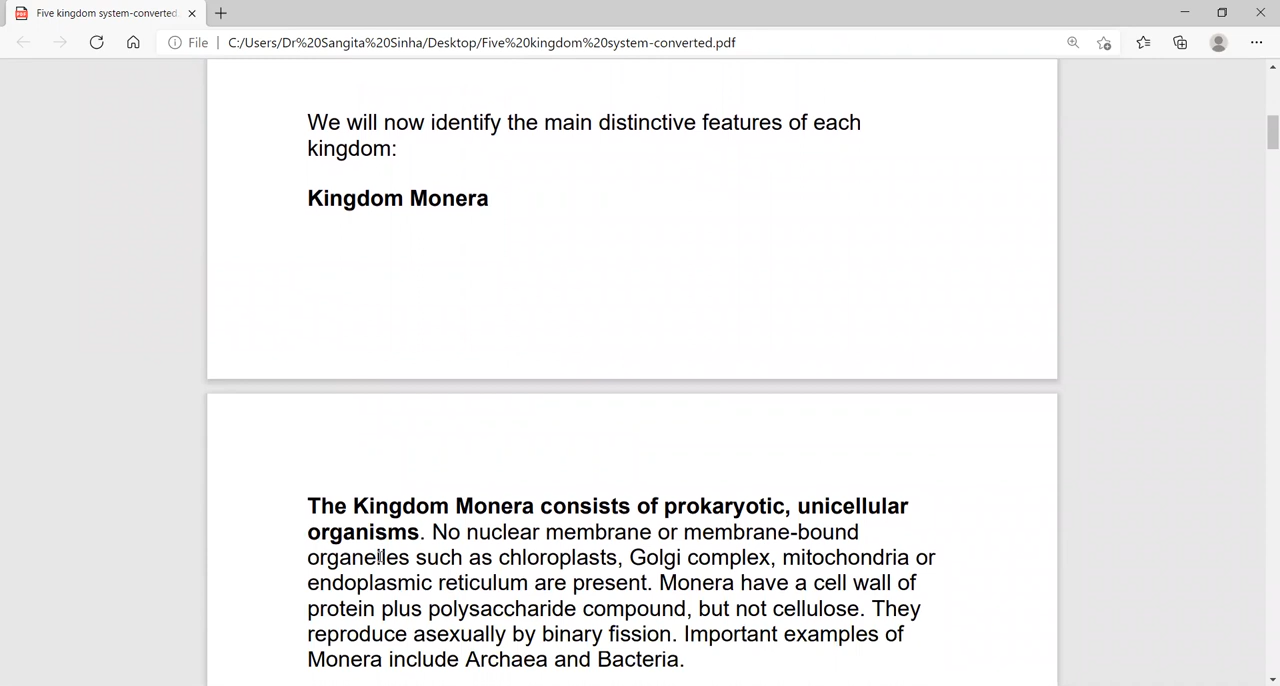 Five kingdom system-converted.
File
C:/Users/Dr%20Sangita%20Sinha/Desktop/Five%20kingdom%20system-converted.pdf
We will now identify the main distinctive features of each
kingdom:
Kingdom Monera
The Kingdom Monera consists of prokaryotic, unicellular
organisms. No nuclear membrane or membrane-bound
organelles such as chloroplasts, Golgi complex, mitochondria or
endoplasmic reticulum are present. Monera have a cell wall of
protein plus polysaccharide compound, but not cellulose. They
reproduce asexually by binary fission. Important examples of
Monera include Archaea and Bacteria.